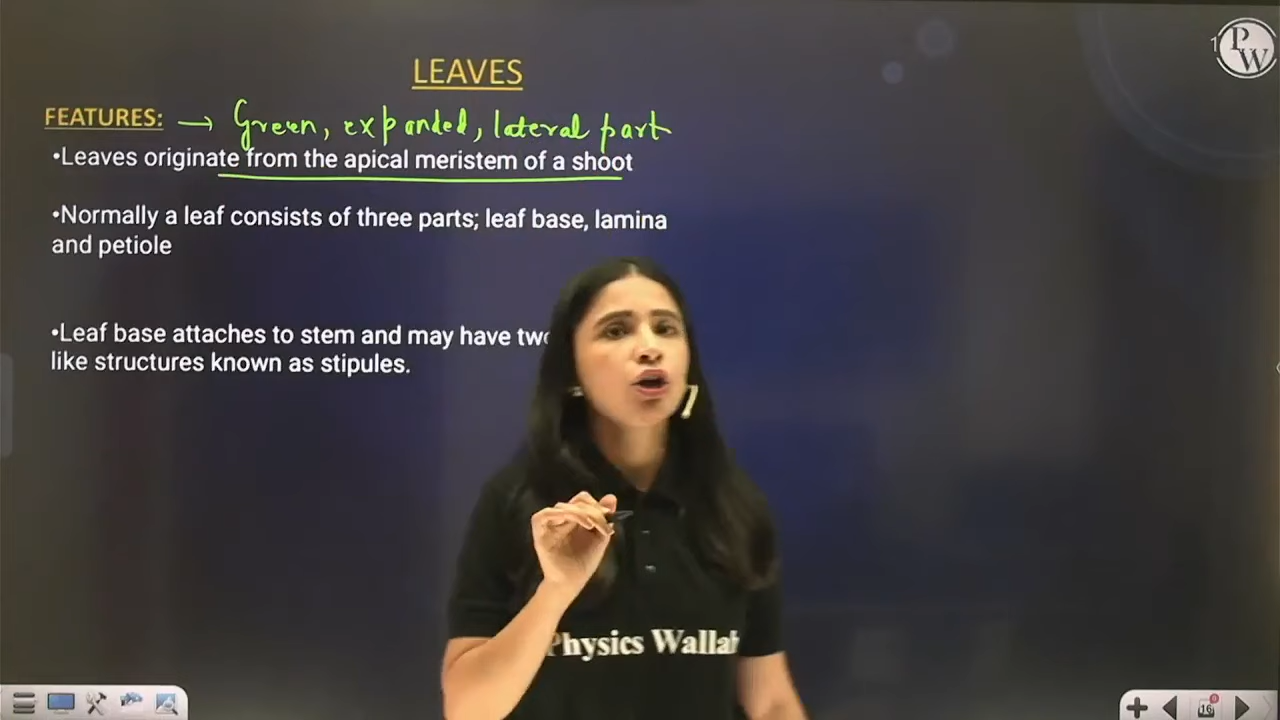 PW
LEAVES
FEATURES: → Green, expanded, lateral part
•Leaves originate from the apical meristem of a shoot
•Normally a leaf consists of three parts; leaf base, lamina
and petiole
•Leaf base attaches to stem and may have two
like structures known as stipules.
Physics Wallah
16